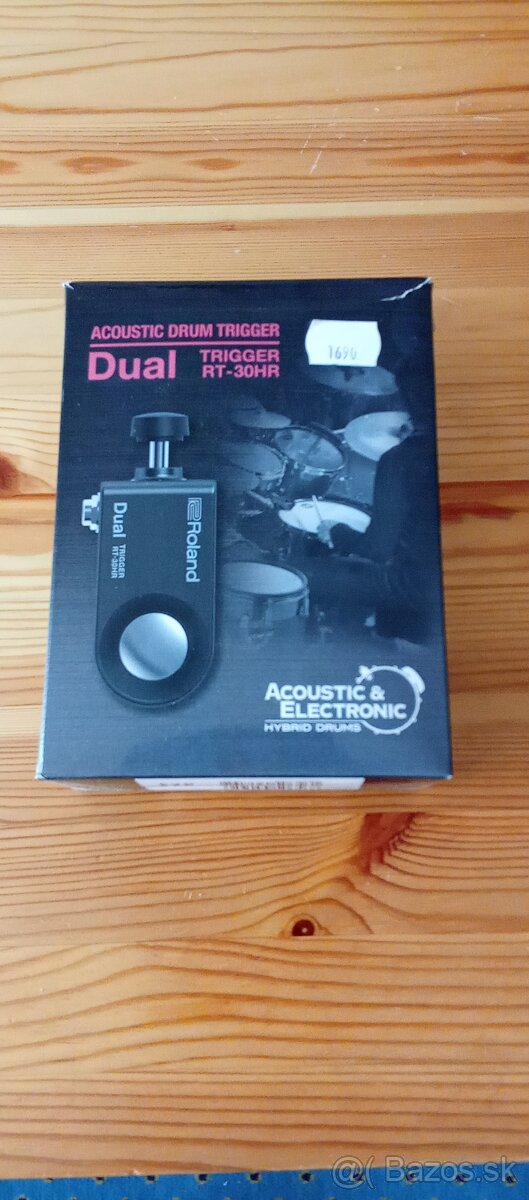 ACOUSTIC DRUM TRIGGER
Dual TRIGGER
RT-30HR
1690
Roland
Dual TRIGGER
RT-30HR
ACOUSTIC &
ELECTRONIC
HYBRID DRUMS
@( Bazos.sk